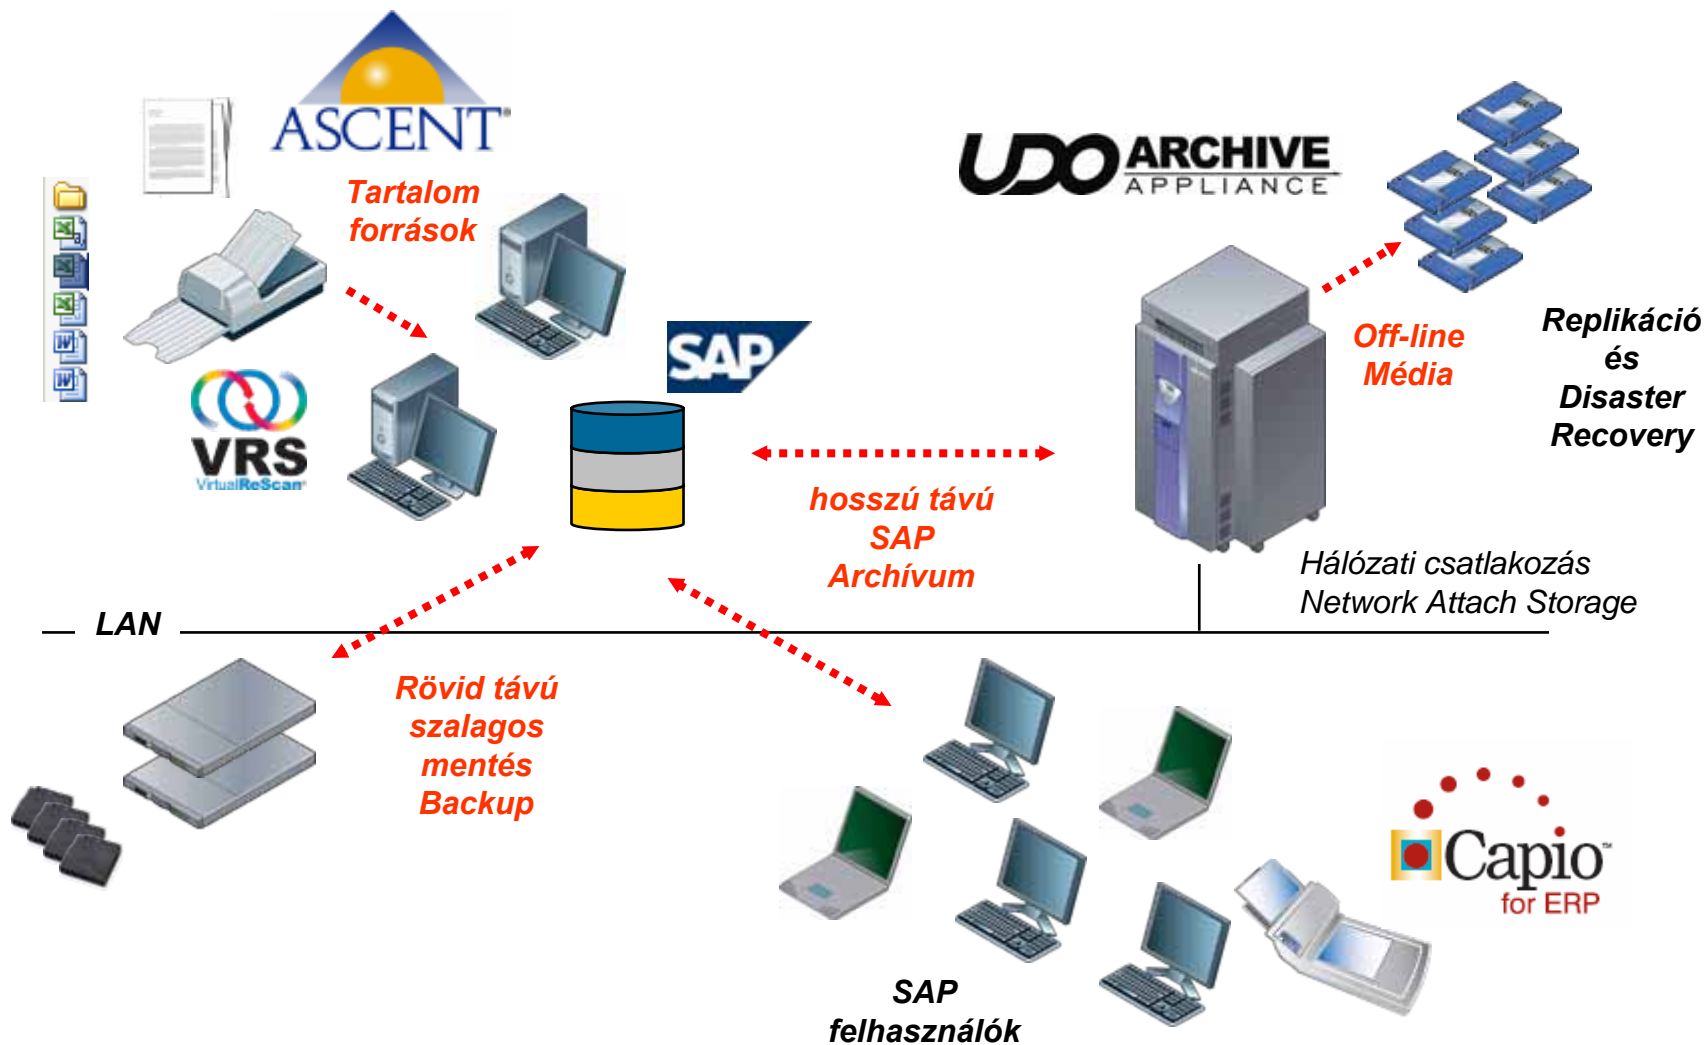 ASCENT®
Tartalom
források
UDO ARCHIVE
APPLIANCE
SAP
VRS
VirtualReScan®
Off-line
Média
Replikáció
és
Disaster
Recovery
hosszú távú
SAP
Archívum
Hálózati csatlakozás
Network Attach Storage
LAN
Rövid távú
szalagos
mentés
Backup
Capio™
for ERP
SAP
felhasználók